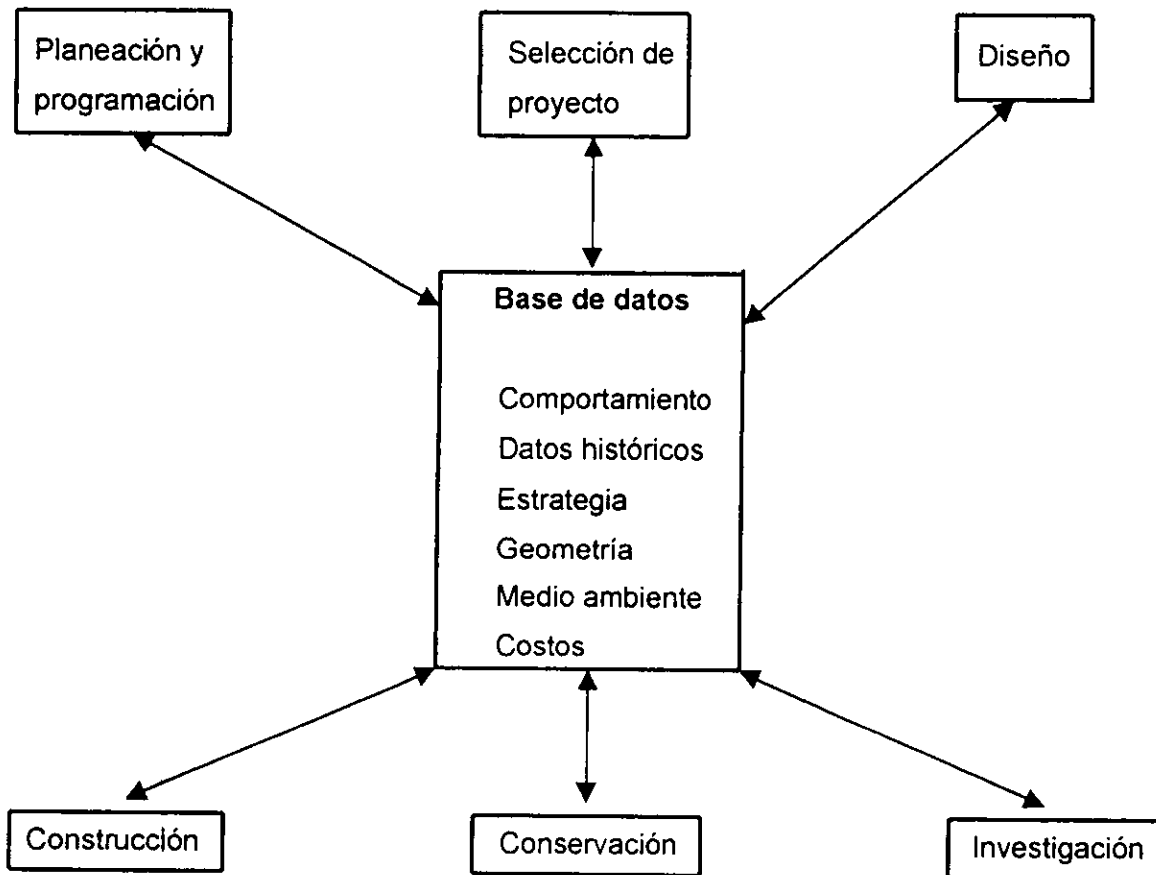 Planeación y
programación
Selección de
proyecto
Diseño
Base de datos
Comportamiento
Datos históricos
Estrategia
Geometría
Medio ambiente
Costos
Construcción
Conservación
Investigación